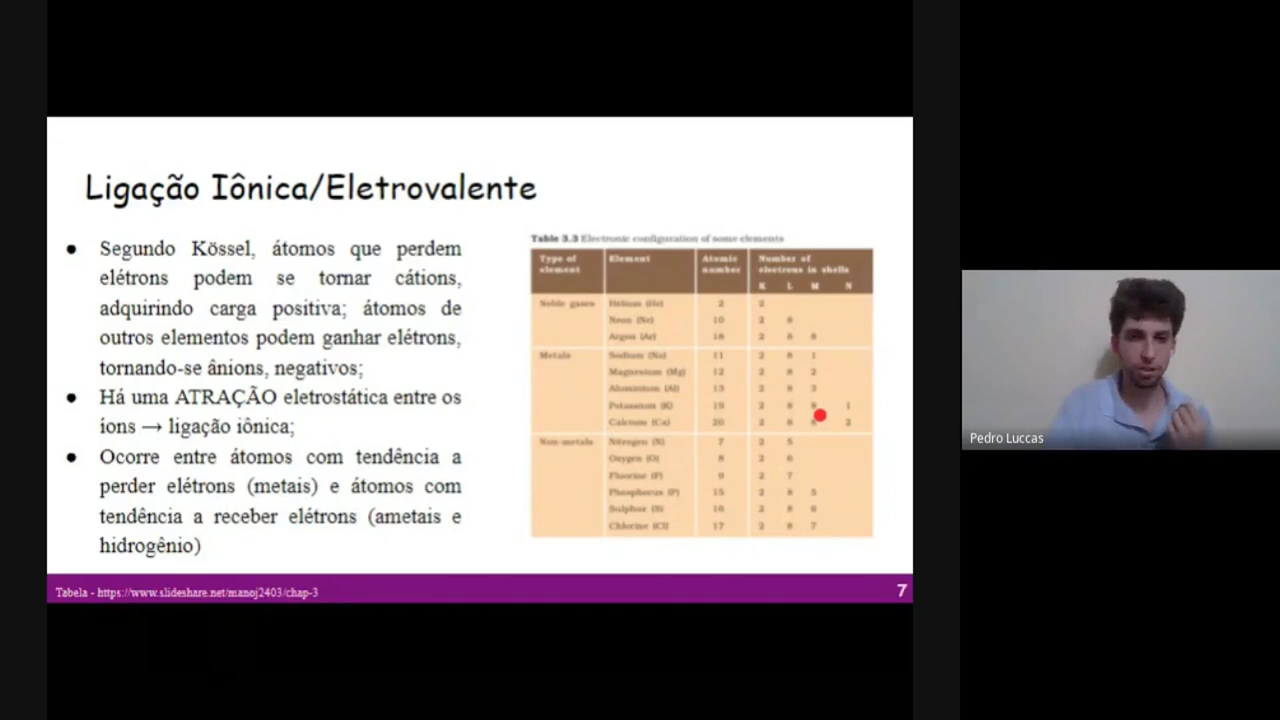 Ligação Iônica/Eletrovalente
● Segundo Kössel, átomos que perdem
elétrons podem se tornar cátions,
adquirindo carga positiva; átomos de
outros elementos podem ganhar elétrons,
tornando-se ânions, negativos;
● Há uma ATRAÇÃO eletrostática entre os
íons → ligação iônica;
● Ocorre entre átomos com tendência a
perder elétrons (metais) e átomos com
tendência a receber elétrons (ametais e
hidrogênio)
Table 3.3 Electronic configuration of some elements
Type of element Element Atomic number Number of electrons in shells
K L M N
Noble gases Helium (He) 2 2
Neon (Ne) 10 2 8
Argon (Ar) 18 2 8 8
Metals Sodium (Na) 11 2 8 1
Magnesium (Mg) 12 2 8 2
Aluminium (Al) 13 2 8 3
Potassium (K) 19 2 8 8 1
Calcium (Ca) 20 2 8 8 2
Non-metals Nitrogen (N) 7 2 5
Oxygen (O) 8 2 6
Fluorine (F) 9 2 7
Phosphorus (P) 15 2 8 5
Sulphur (S) 16 2 8 6
Chlorine (Cl) 17 2 8 7
Tabela - https://www.slideshare.net/manoj2403/chap-3
7
Pedro Luccas